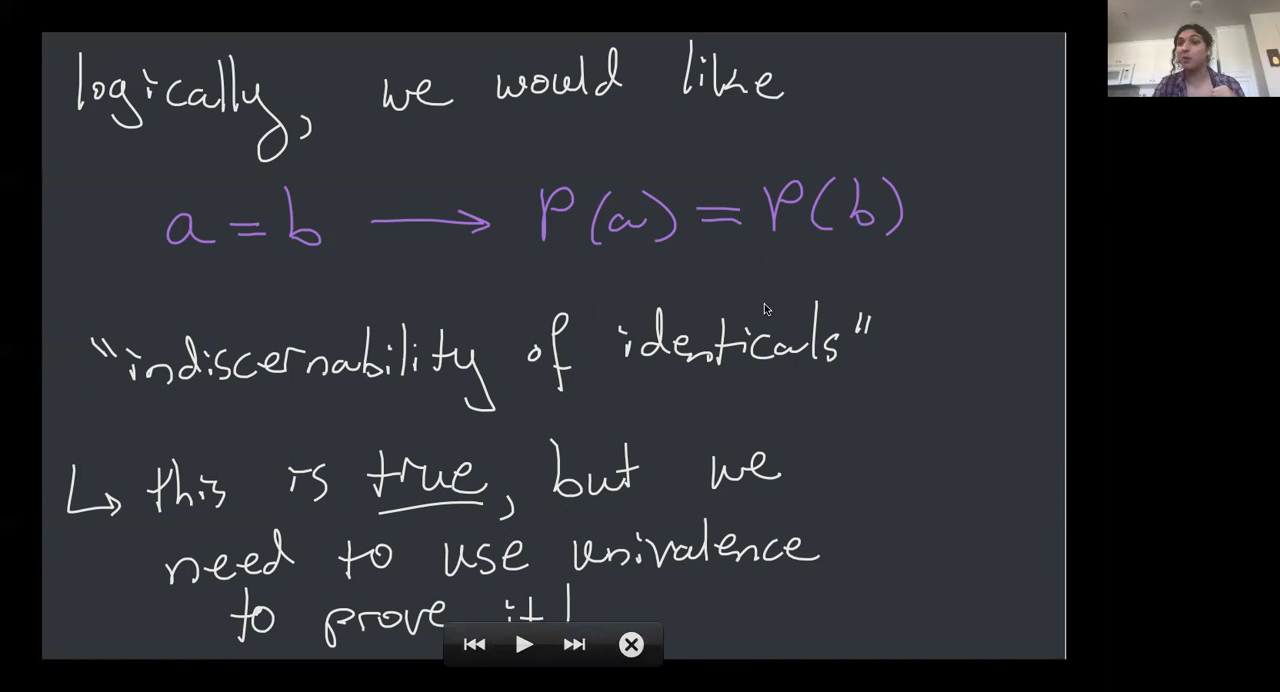 logically, we would like
a = b ⟶ P(a) = P(b)
"indiscernability of identicals"
↳ this is true, but we
need to use univalence
to prove it!